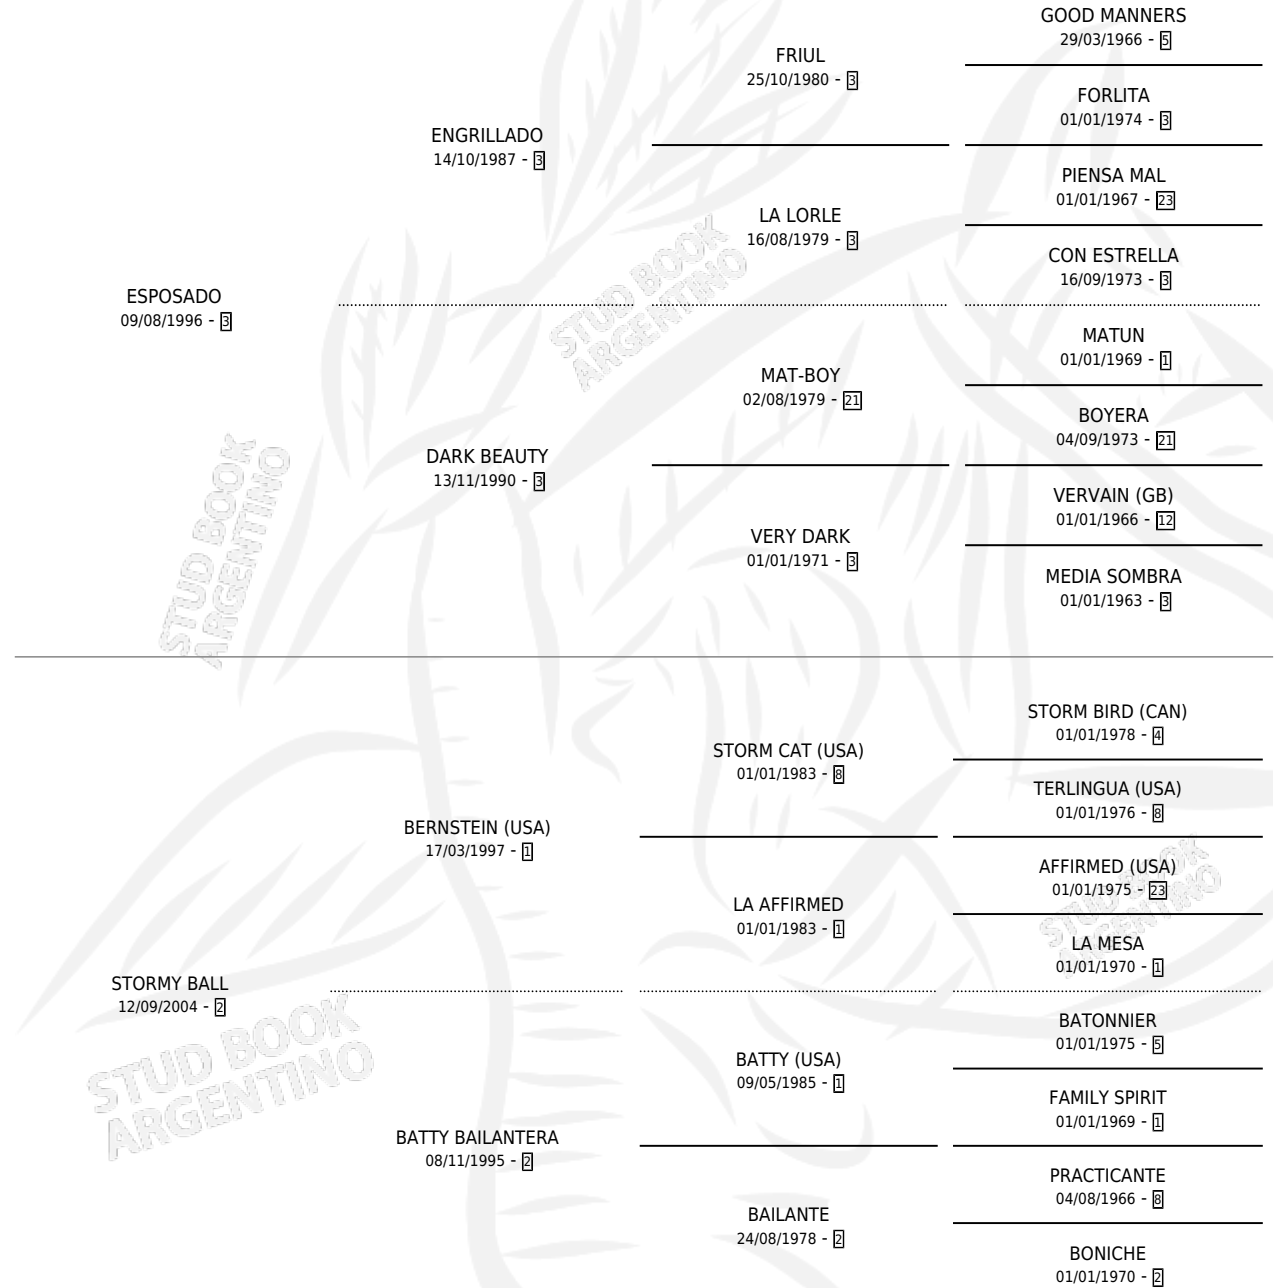 GOOD MANNERS
29/03/1966 - 5
FRIUL
25/10/1980 - 3
FORLITA
01/01/1974 - 3
ENGRILLADO
14/10/1987 - 3
PIENSA MAL
01/01/1967 - 23
LA LORLE
16/08/1979 - 3
CON ESTRELLA
16/09/1973 - 3
ESPOSADO
09/08/1996 - 3
MATUN
01/01/1969 - 1
MAT-BOY
02/08/1979 - 21
BOYERA
04/09/1973 - 21
DARK BEAUTY
13/11/1990 - 3
VERVAIN (GB)
01/01/1966 - 12
VERY DARK
01/01/1971 - 3
MEDIA SOMBRA
01/01/1963 - 3
STUD BOOK
ARGENTINO
STUD BOOK
ARGENTINO
STORM BIRD (CAN)
01/01/1978 - 4
STORM CAT (USA)
01/01/1983 - 8
TERLINGUA (USA)
01/01/1976 - 8
BERNSTEIN (USA)
17/03/1997 - 1
AFFIRMED (USA)
01/01/1975 - 23
LA AFFIRMED
01/01/1983 - 1
LA MESA
01/01/1970 - 1
STORMY BALL
12/09/2004 - 2
BATONNIER
01/01/1975 - 5
BATTY (USA)
09/05/1985 - 1
FAMILY SPIRIT
01/01/1969 - 1
BATTY BAILANTERA
08/11/1995 - 2
PRACTICANTE
04/08/1966 - 8
BAILANTE
24/08/1978 - 2
BONICHE
01/01/1970 - 2
STUD BOOK
ARGENTINO
STUD BOOK
ARGENTINO